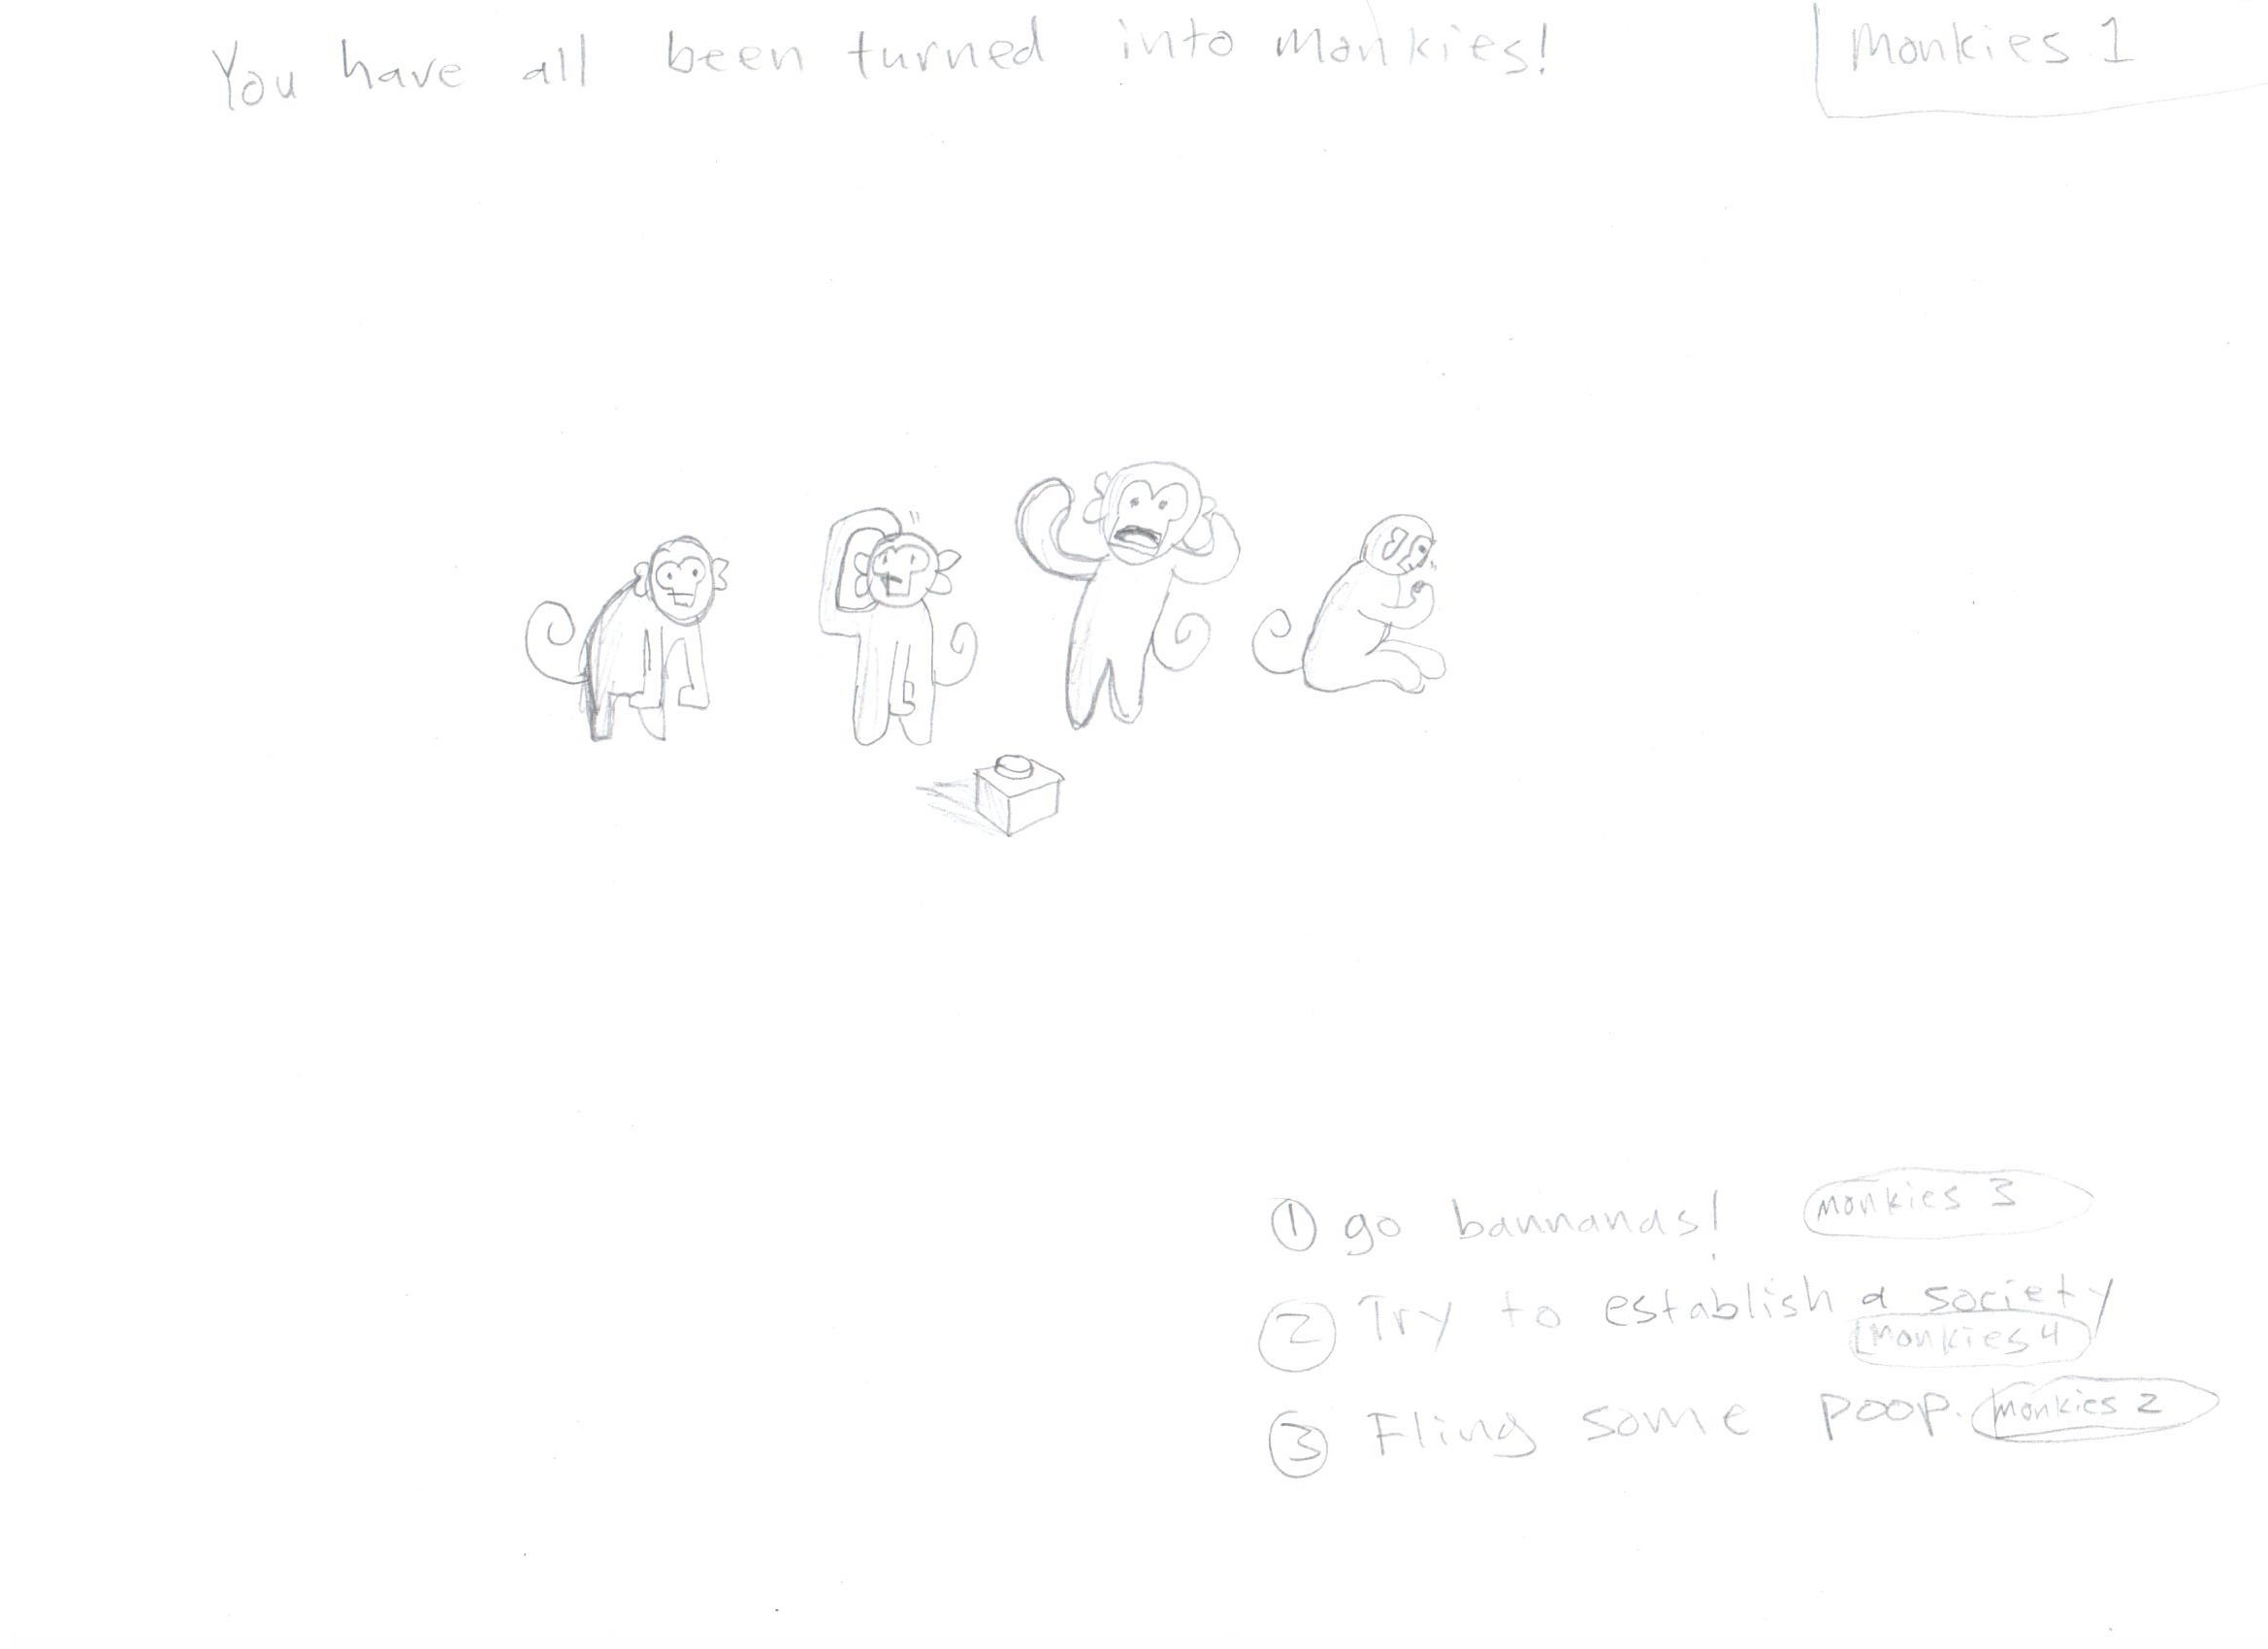 You have all been turned into Monkies!
Monkies 1
① go bannanas! monkies 3
② Try to establish a society
monkies 4
③ Fling some poop. monkies 2